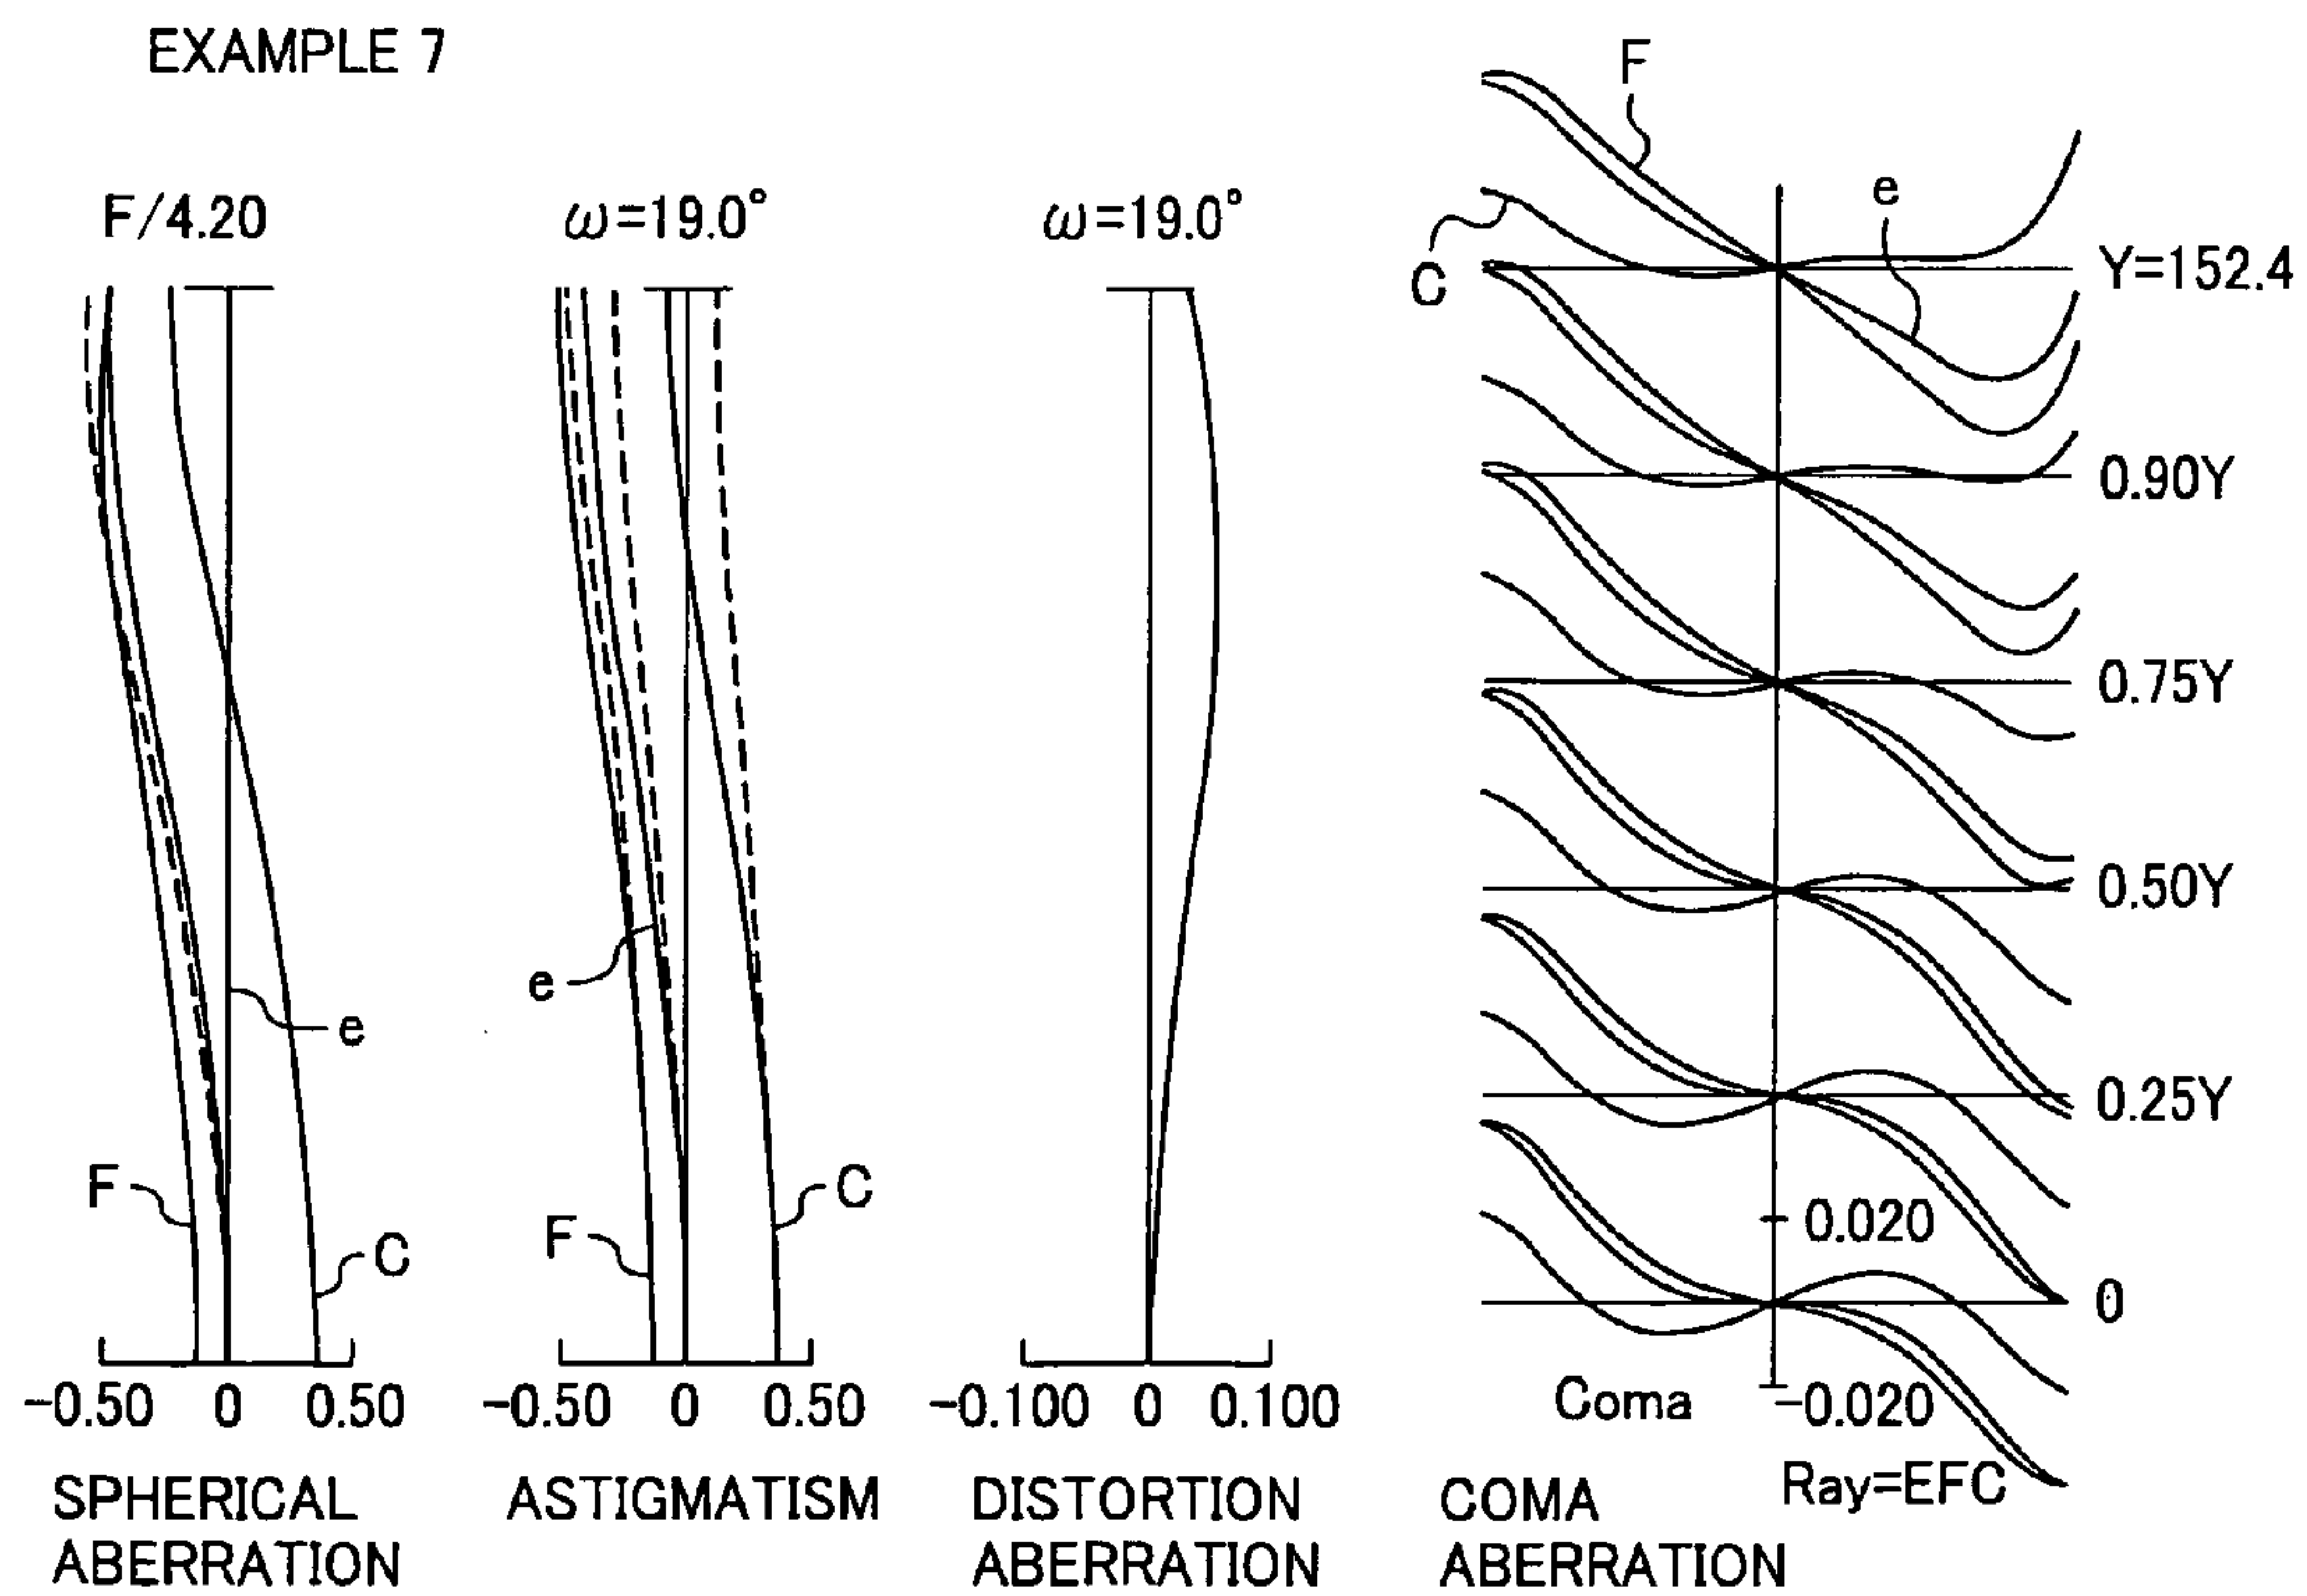 EXAMPLE 7
F/4.20
ω=19.0°
ω=19.0°
F
e
C
Y=152.4
0.90Y
0.75Y
0.50Y
0.25Y
0.020
0
e
e
F
C
F
C
-0.50 0 0.50
-0.50 0 0.50
-0.100 0 0.100
Coma
-0.020
Ray=EFC
SPHERICAL
ABERRATION
ASTIGMATISM
DISTORTION
ABERRATION
COMA
ABERRATION